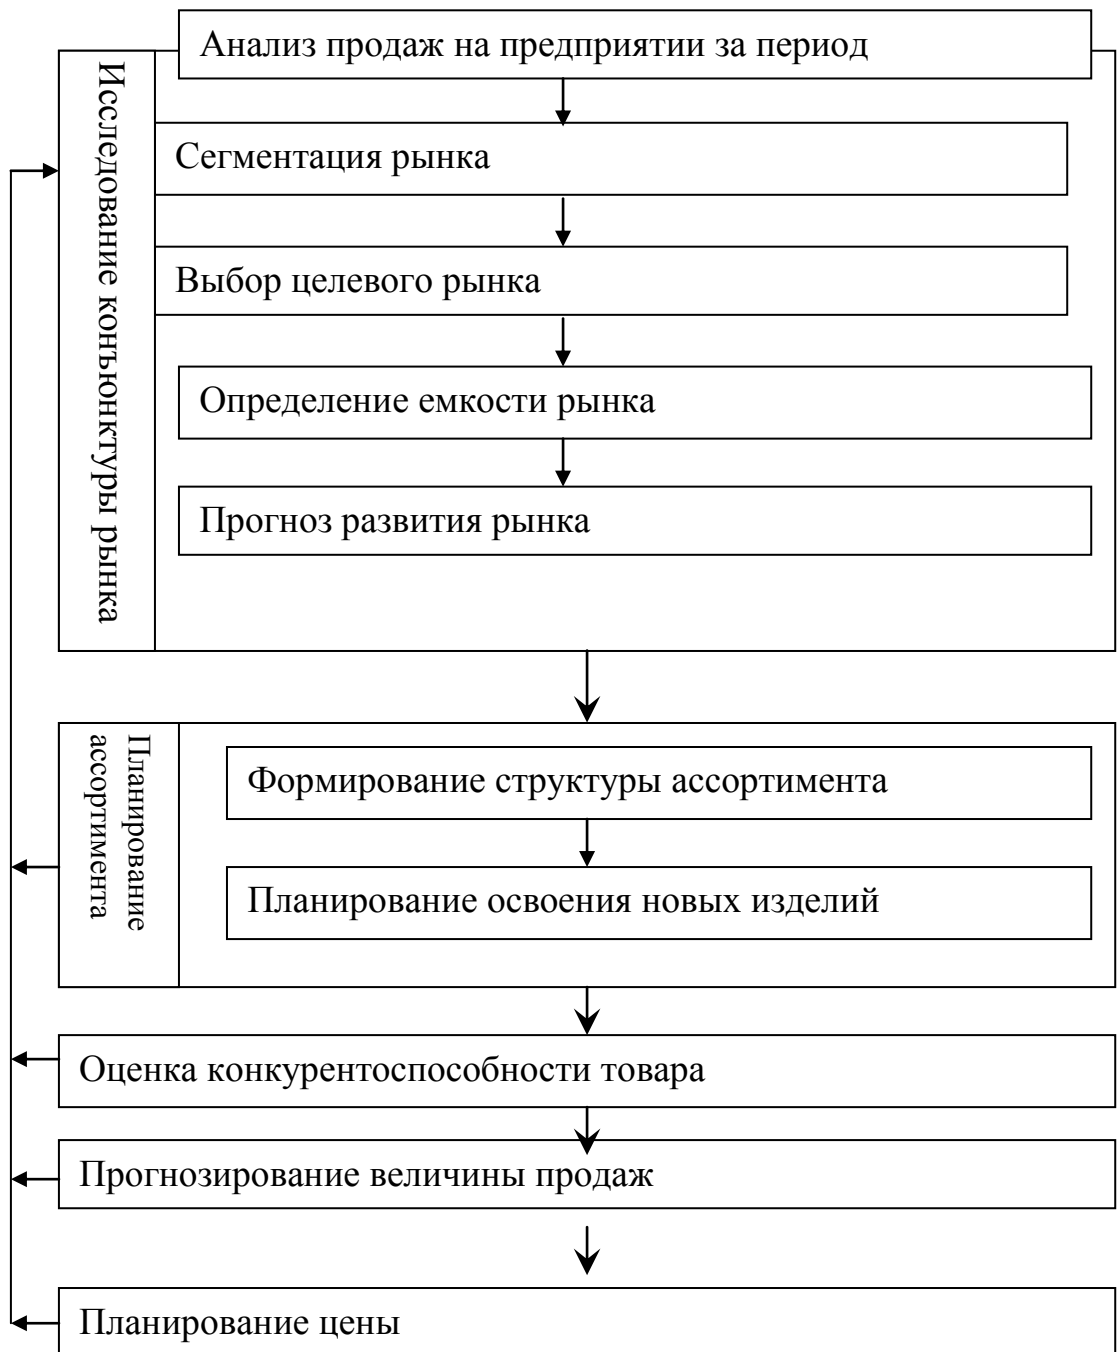 Анализ продаж на предприятии за период
Исследование конъюнктуры рынка
Сегментация рынка
Выбор целевого рынка
Определение емкости рынка
Прогноз развития рынка
Планирование
ассортимента
Формирование структуры ассортимента
Планирование освоения новых изделий
Оценка конкурентоспособности товара
Прогнозирование величины продаж
Планирование цены